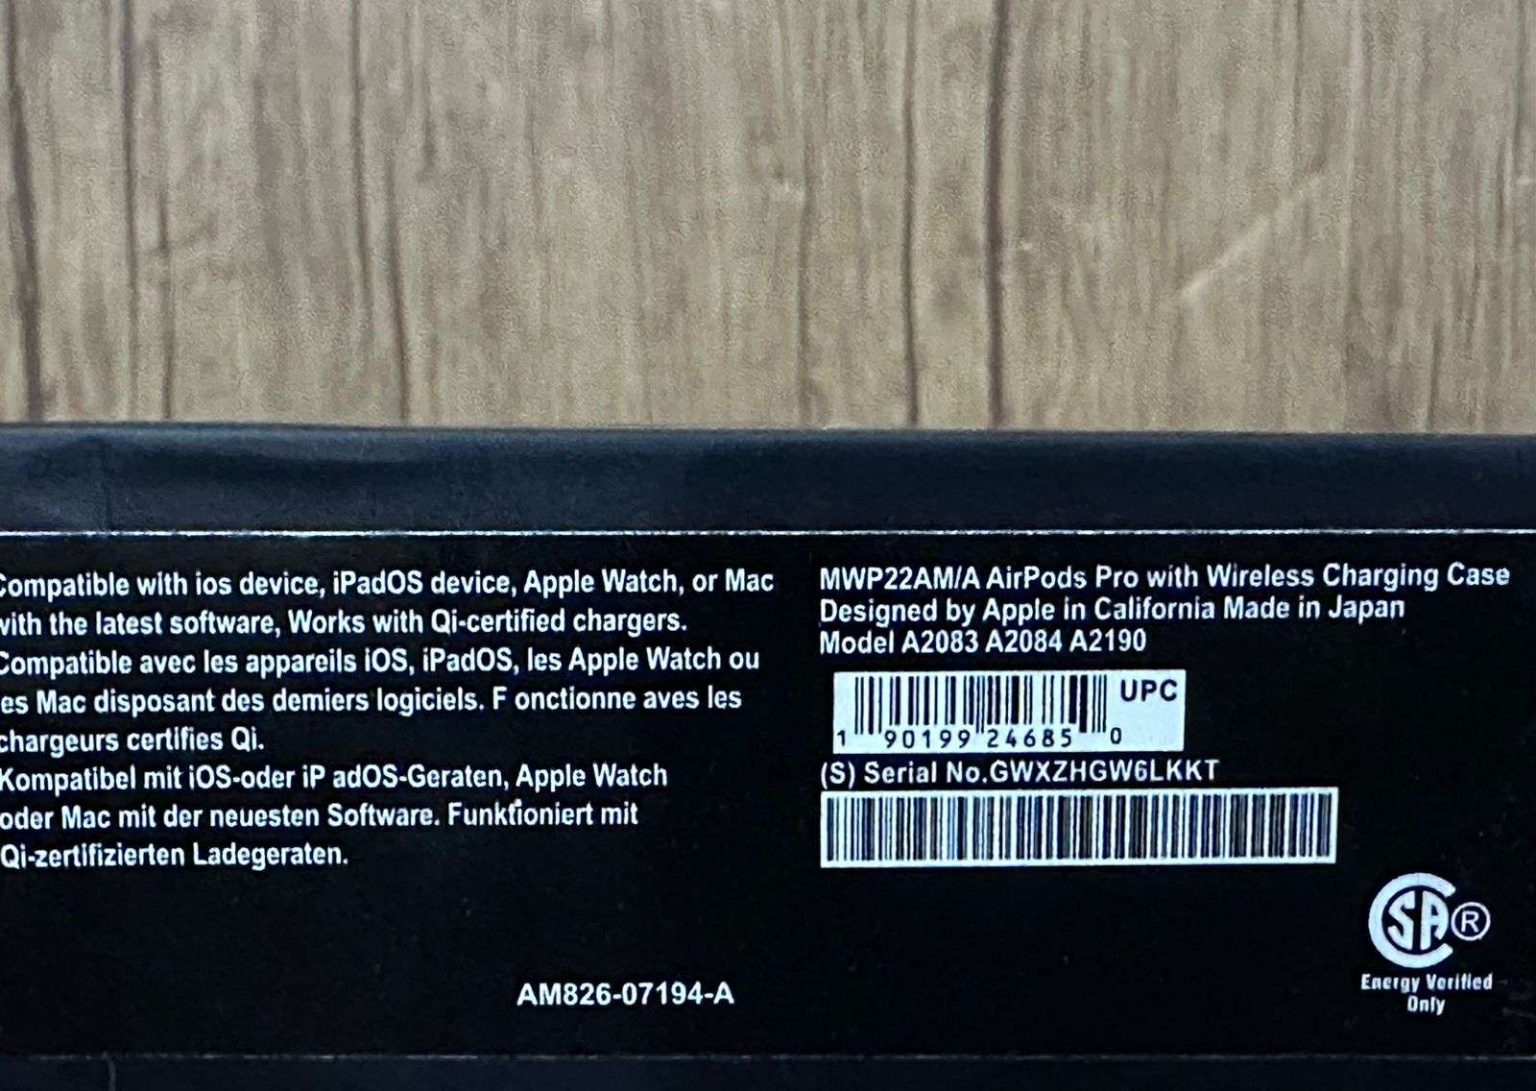 Compatible with ios device, iPadOS device, Apple Watch, or Mac
with the latest software, Works with Qi-certified chargers.
Compatible avec les appareils iOS, iPadOS, les Apple Watch ou
es Mac disposant des demiers logiciels. F onctionne aves les
chargeurs certifies Qi.
Kompatibel mit iOS-oder iP adOS-Geraten, Apple Watch
oder Mac mit der neuesten Software. Funktioniert mit
Qi-zertifizierten Ladegeraten.
AM826-07194-A
MWP22AM/A AirPods Pro with Wireless Charging Case
Designed by Apple in California Made in Japan
Model A2083 A2084 A2190
UPC
1 90199 24685 0
(S) Serial No.GWXZHGW6LKKT
CSA ®
Energy Verified
Only